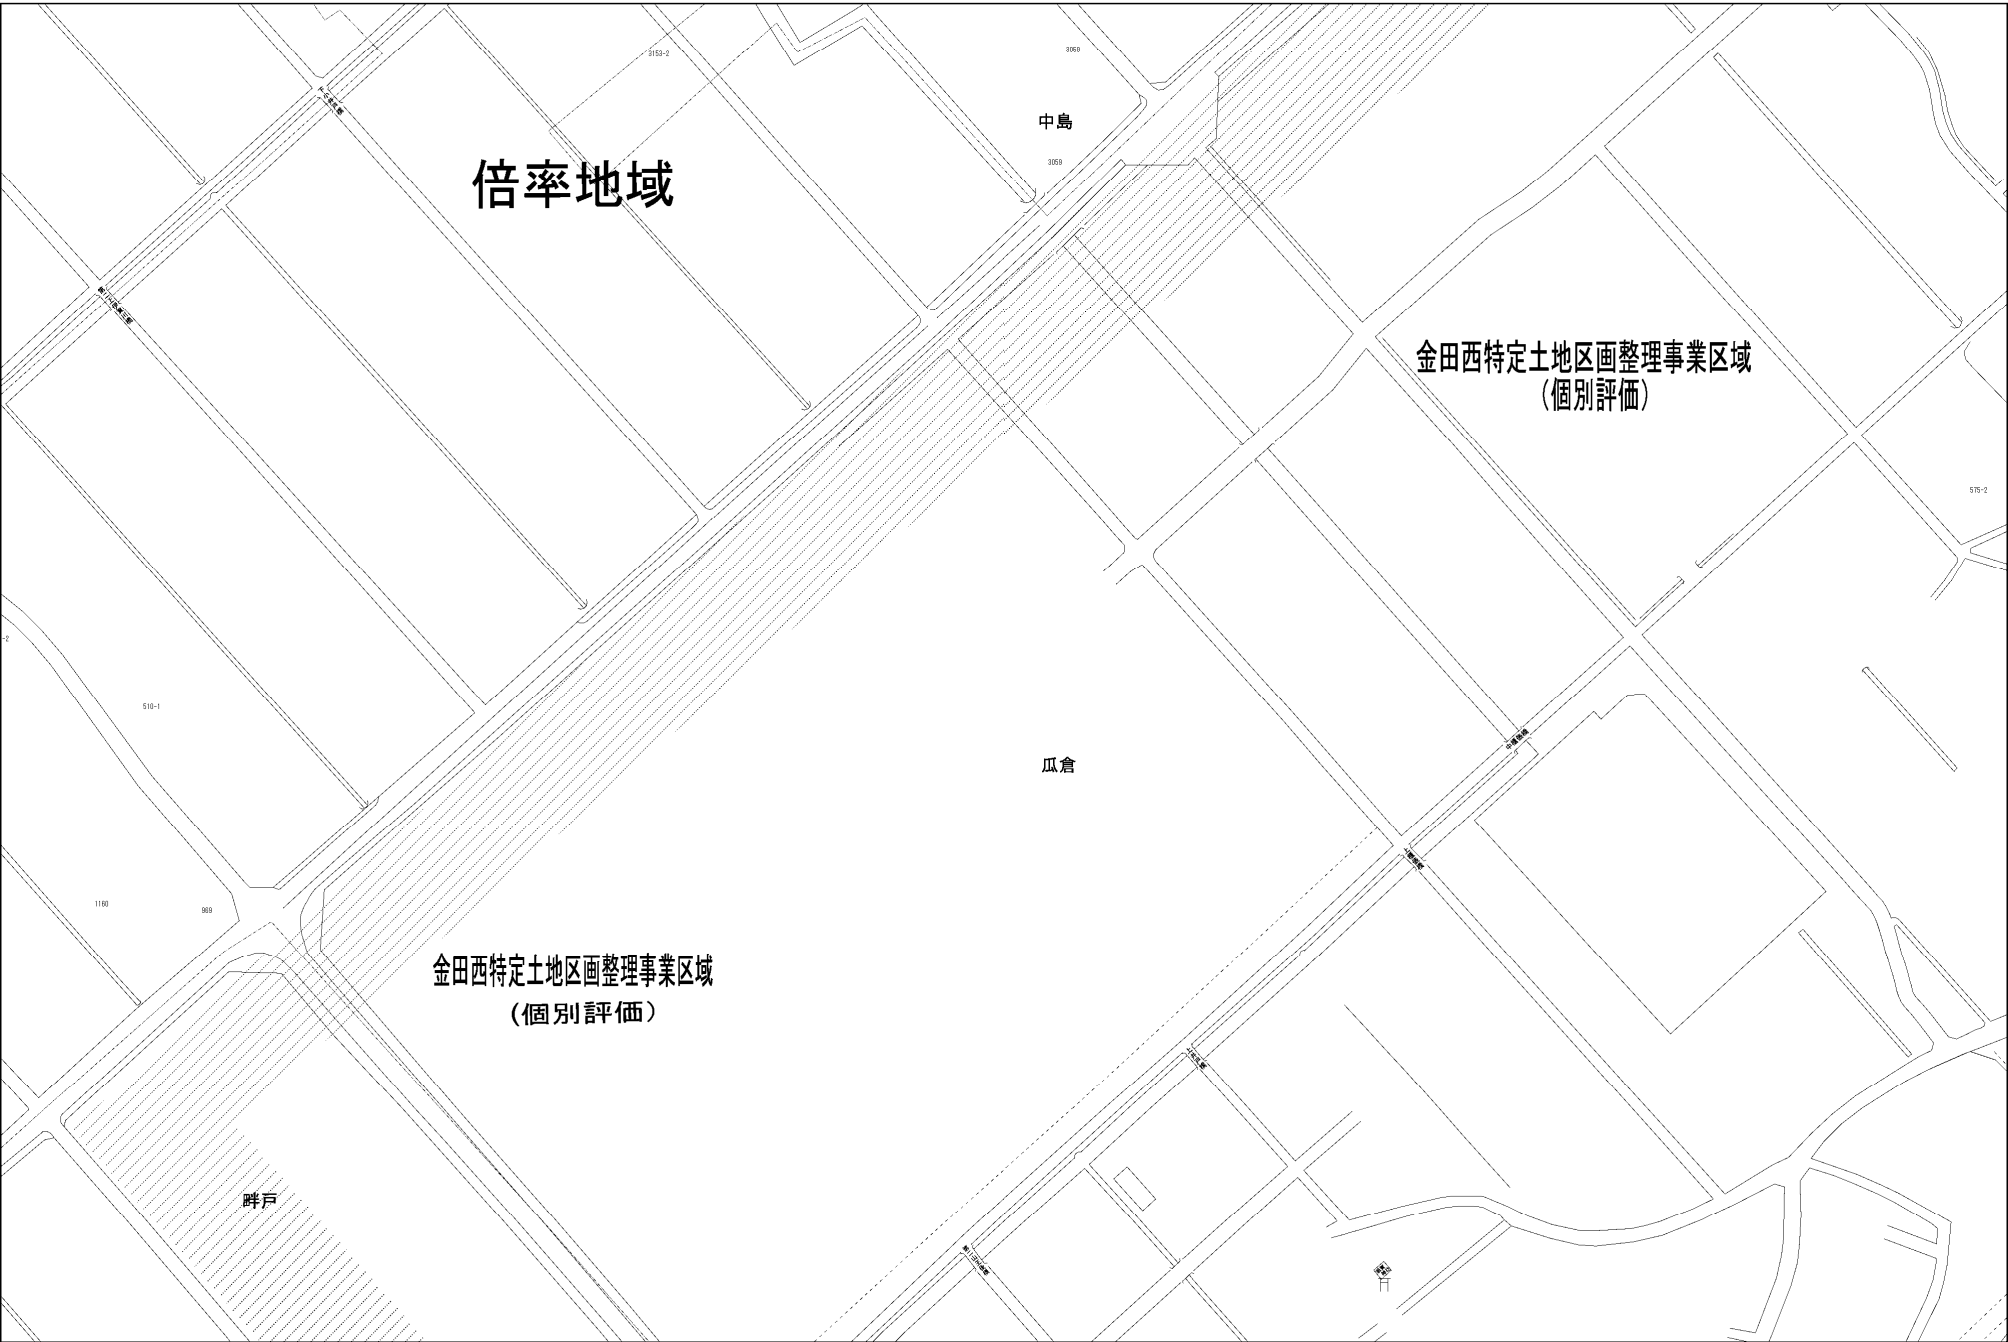 3153-2
3060
中島
3059
倍率地域
金田西特定土地区画整理事業区域
(個別評価)
575-2
-2
510-1
瓜倉
1160
969
金田西特定土地区画整理事業区域
(個別評価)
畔戸